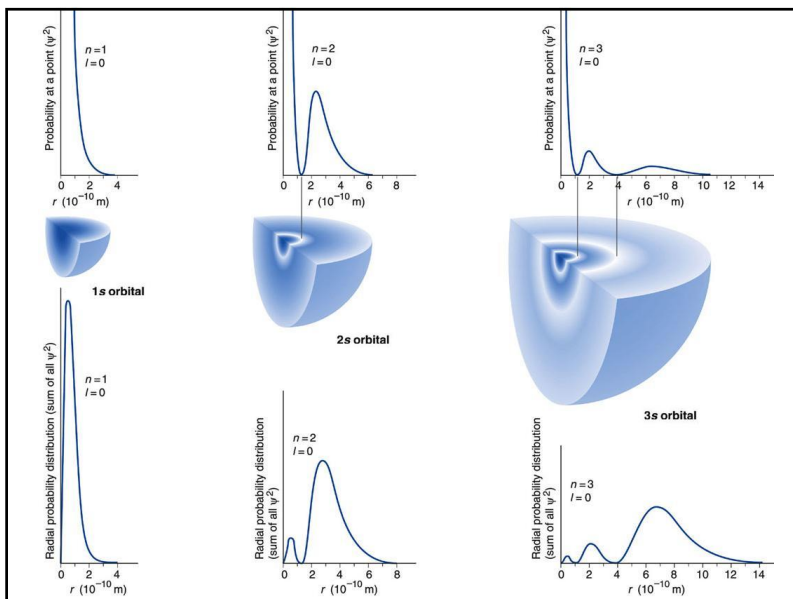 Probability at a point (ψ²)
n=1
l=0
0 2 4
r (10⁻¹⁰ m)
Probability at a point (ψ²)
n=2
l=0
0 2 4 6 8
r (10⁻¹⁰ m)
Probability at a point (ψ²)
n=3
l=0
0 2 4 6 8 10 12 14
r (10⁻¹⁰ m)
1s orbital
2s orbital
3s orbital
Radial probability distribution (sum of all ψ²)
n=1
l=0
0 2 4
r (10⁻¹⁰ m)
Radial probability distribution
(sum of all ψ²)
n=2
l=0
0 2 4 6 8
r (10⁻¹⁰ m)
Radial probability distribution
(sum of all ψ²)
n=3
l=0
0 2 4 6 8 10 12 14
r (10⁻¹⁰ m)